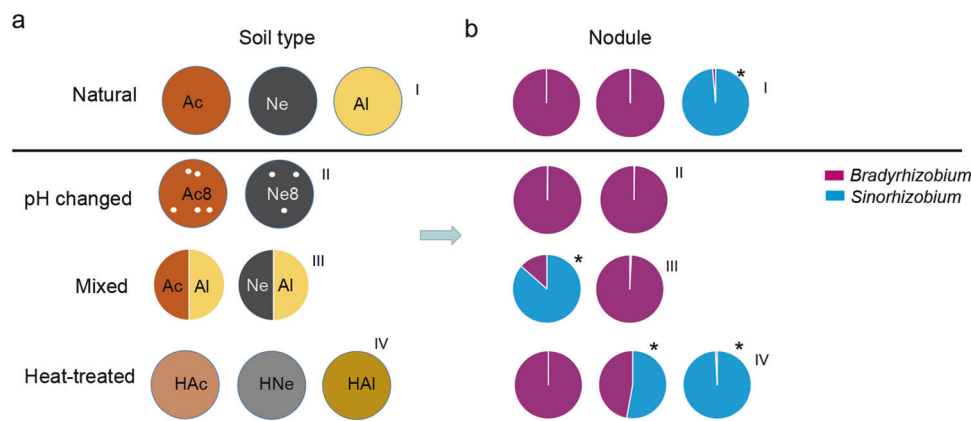 a
b
Soil type
Nodule
Natural
Ac
Ne
Al
I
*
I
pH changed
Ac8
Ne8
II
II
Bradyrhizobium
Sinorhizobium
Mixed
Ac
Al
Ne
Al
III
*
III
Heat-treated
HAc
HNe
HAl
IV
*
*
IV